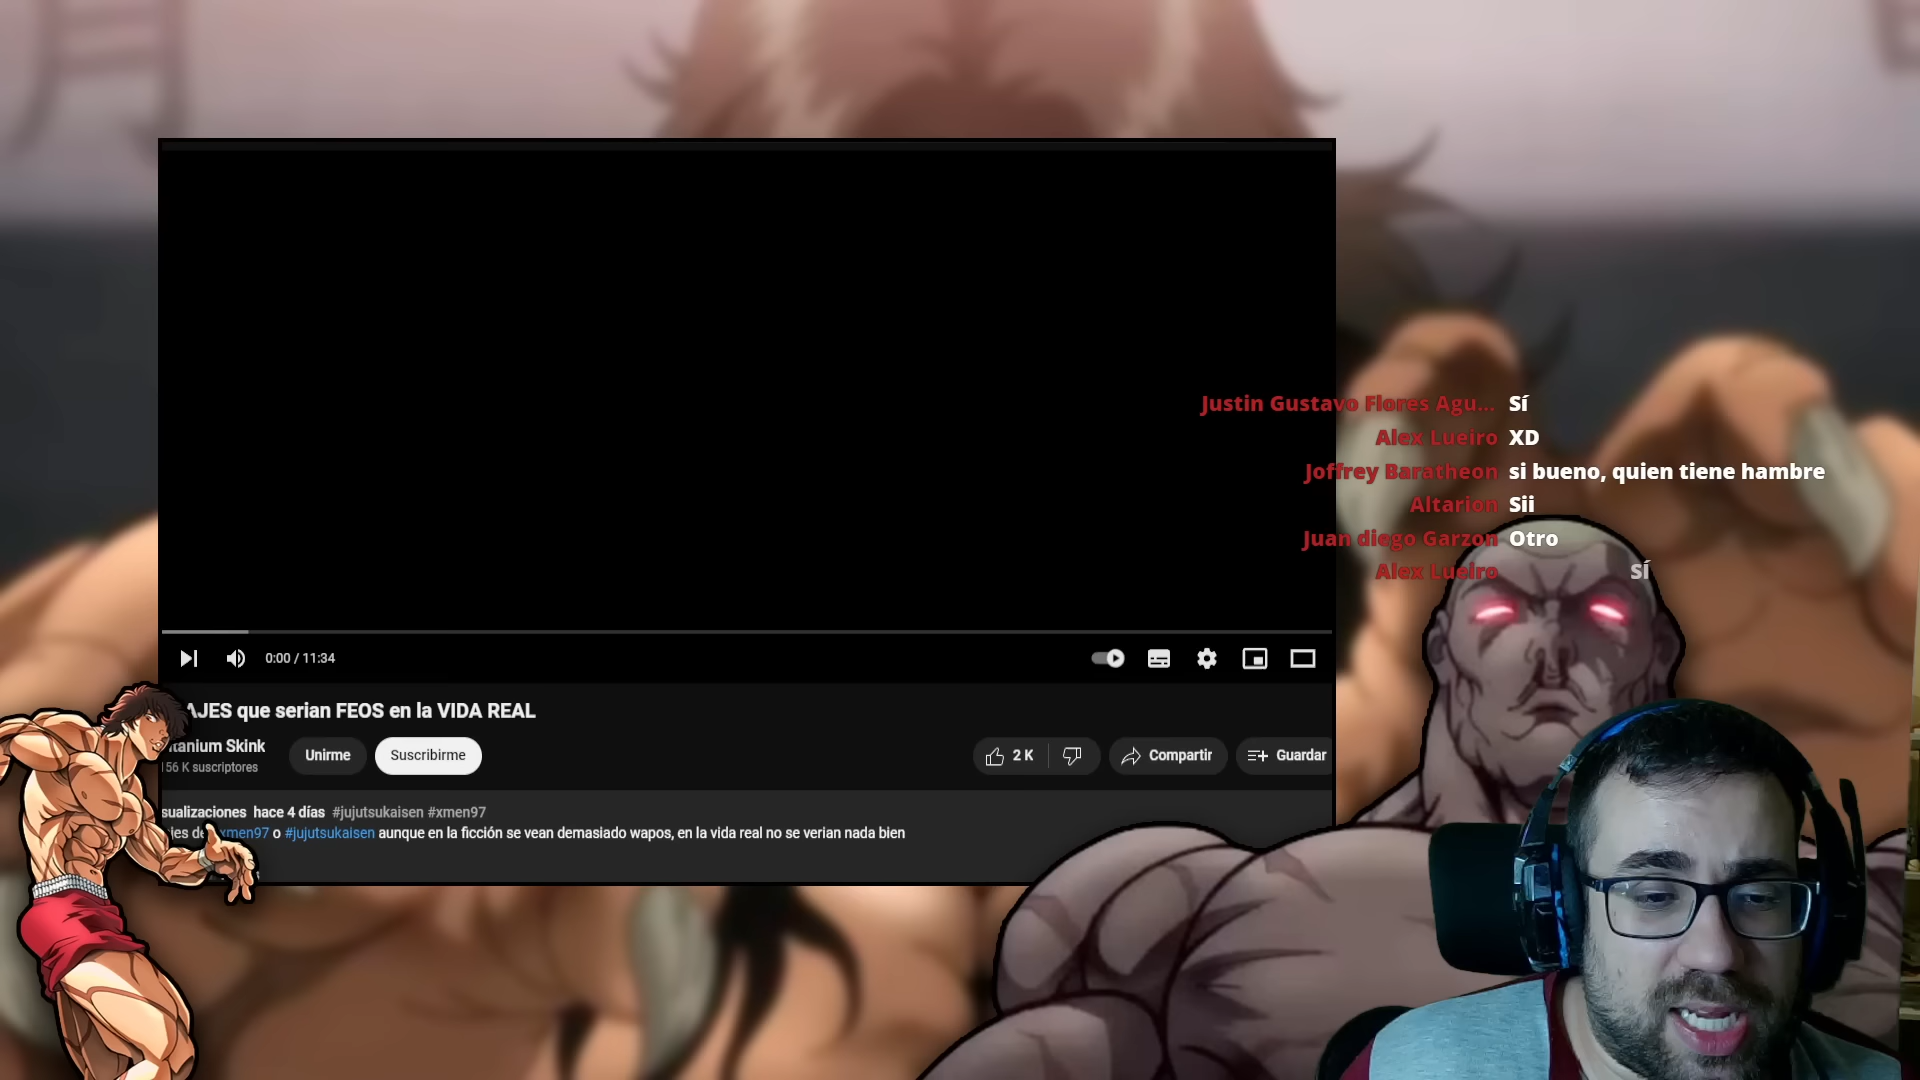 Justin Gustavo Flores Agu... Sí
Alex Lueiro XD
Joffrey Baratheon si bueno, quien tiene hambre
Altarion Sii
Juan diego Garzon Otro
Alex Lueiro Sí
0:00 / 11:34
AJES que serian FEOS en la VIDA REAL
tanium Skink
156 K suscriptores
Unirme
Suscribirme
2 K
Compartir
Guardar
sualizaciones hace 4 días #jujutsukaisen #xmen97
jes de xmen97 o #jujutsukaisen aunque en la ficción se vean demasiado wapos, en la vida real no se verian nada bien